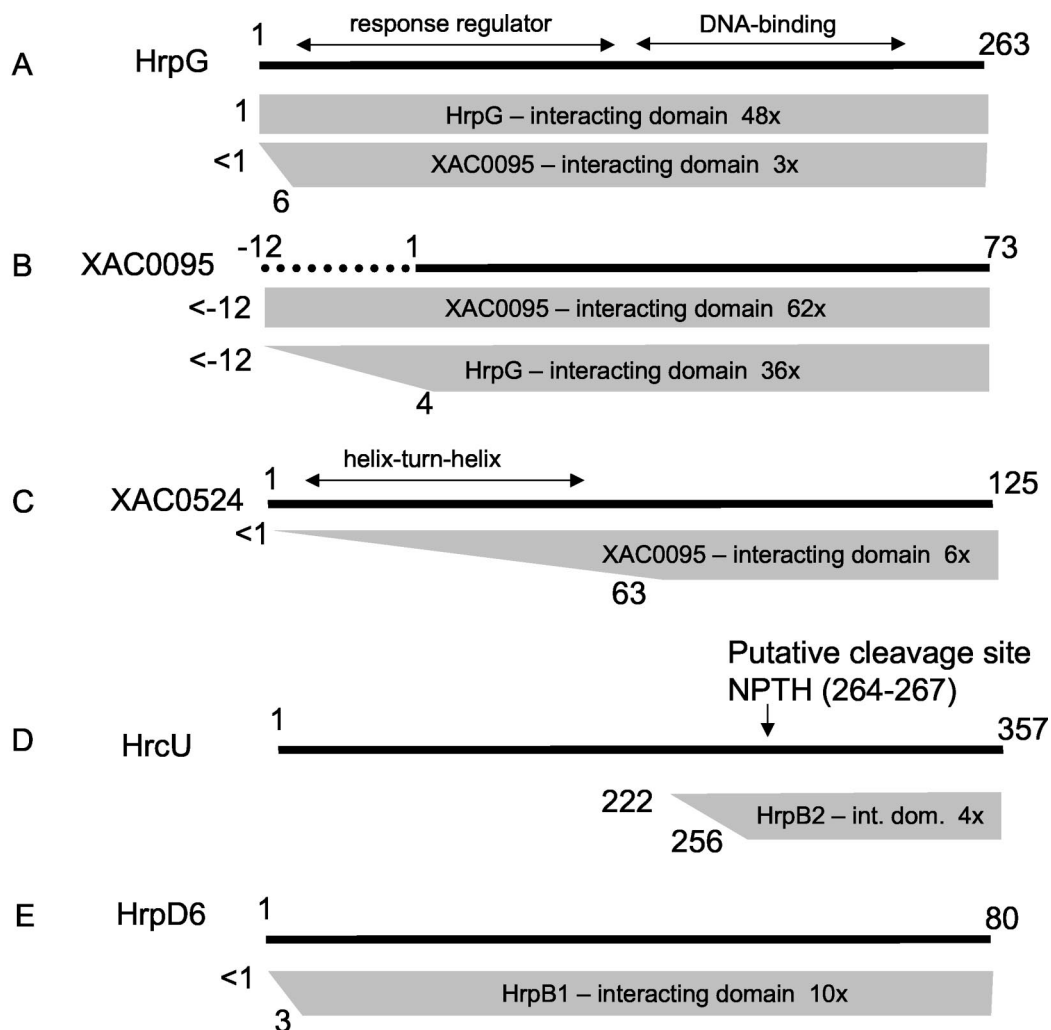 1 response regulator DNA-binding 263
A HrpG
1 HrpG – interacting domain 48x
<1 XAC0095 – interacting domain 3x
6
-12 1 73
B XAC0095
<-12 XAC0095 – interacting domain 62x
<-12 HrpG – interacting domain 36x
4
1 helix-turn-helix 125
C XAC0524
<1 XAC0095 – interacting domain 6x
63
Putative cleavage site
NPTH (264-267)
1 357
D HrcU
222 HrpB2 – int. dom. 4x
256
1 80
E HrpD6
<1 HrpB1 – interacting domain 10x
3